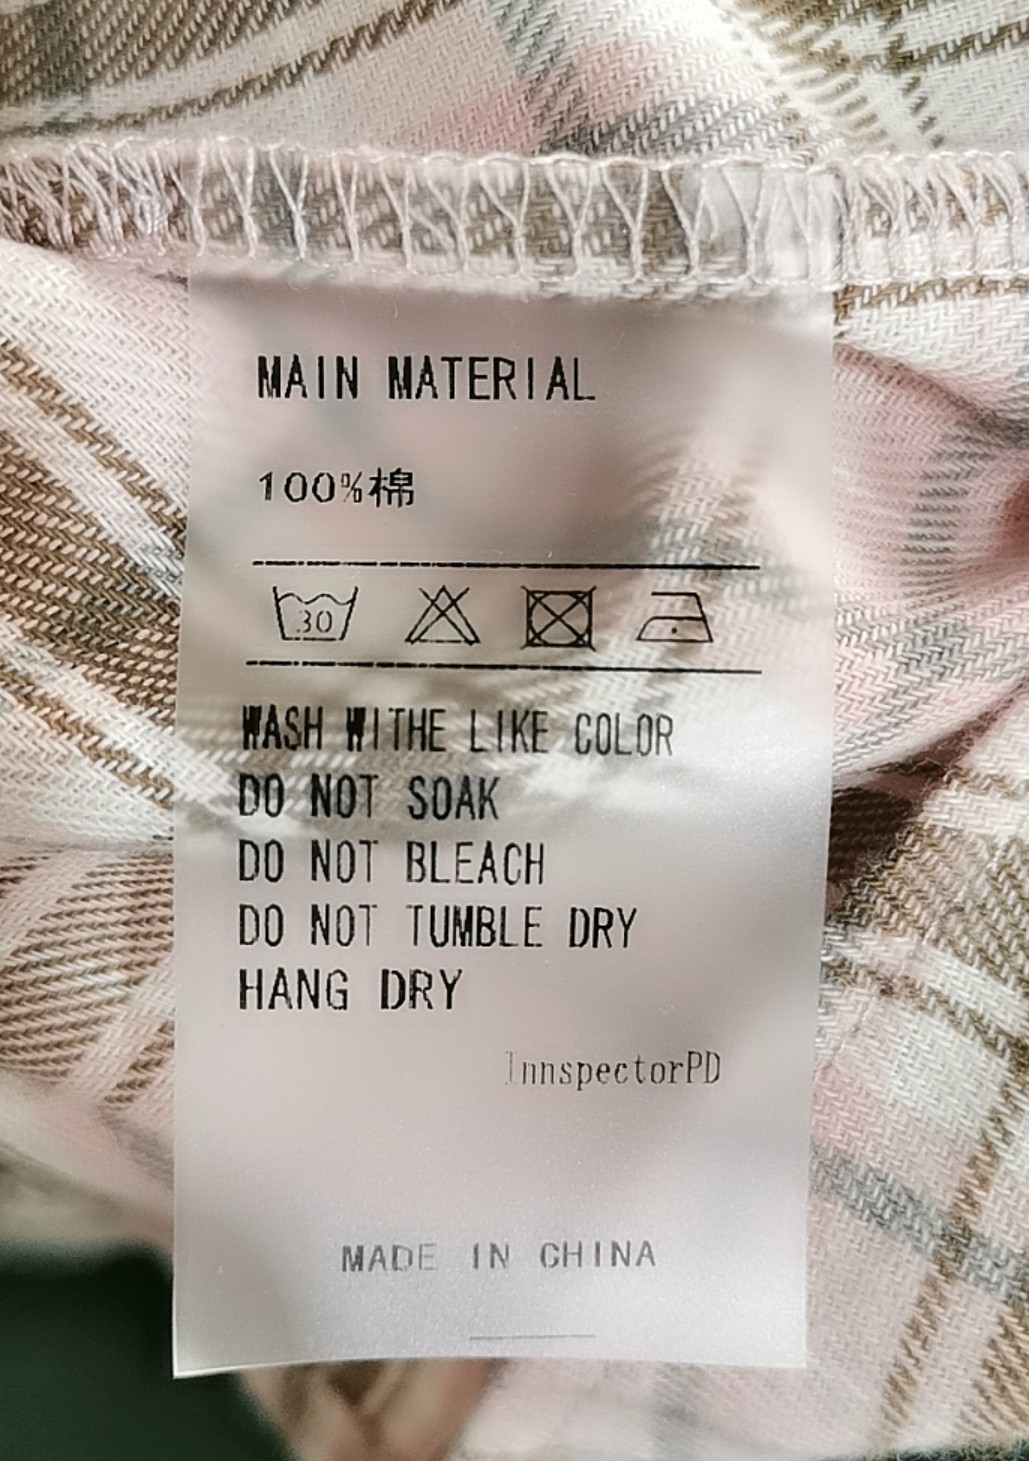 MAIN MATERIAL
100%棉
30
WASH WITHE LIKE COLOR
DO NOT SOAK
DO NOT BLEACH
DO NOT TUMBLE DRY
HANG DRY
InnspectorPD
MADE IN CHINA